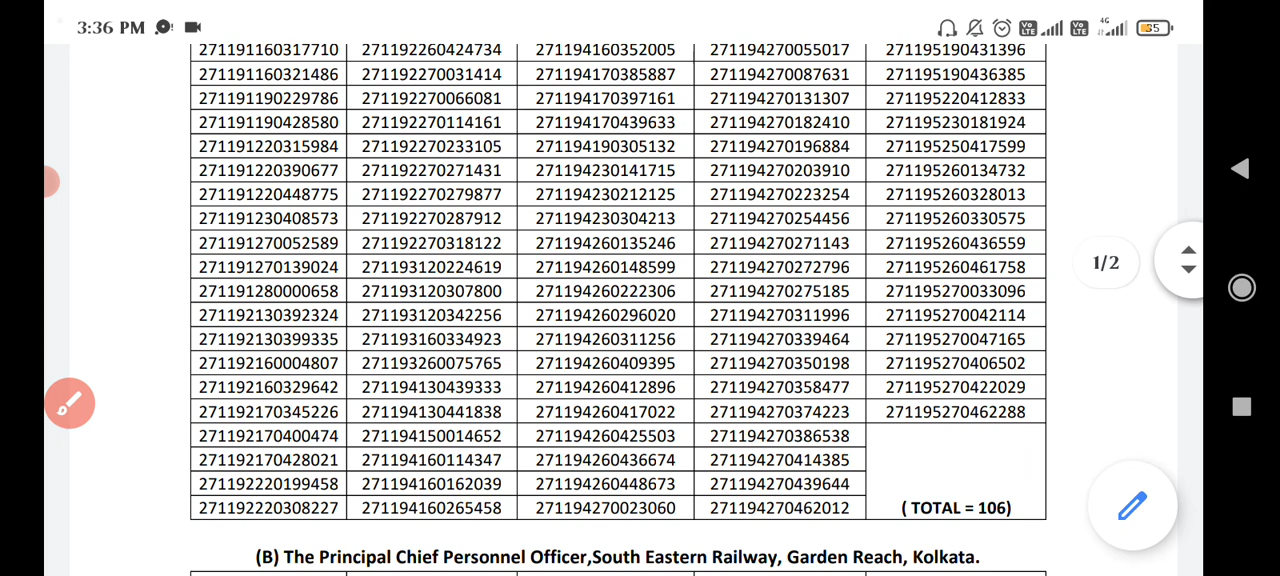 3:36 PM
Vo LTE Vo LTE 4G 35
271191160317710 271192260424734 271194160352005 271194270055017 271195190431396
271191160321486 271192270031414 271194170385887 271194270087631 271195190436385
271191190229786 271192270066081 271194170397161 271194270131307 271195220412833
271191190428580 271192270114161 271194170439633 271194270182410 271195230181924
271191220315984 271192270233105 271194190305132 271194270196884 271195250417599
271191220390677 271192270271431 271194230141715 271194270203910 271195260134732
271191220448775 271192270279877 271194230212125 271194270223254 271195260328013
271191230408573 271192270287912 271194230304213 271194270254456 271195260330575
271191270052589 271192270318122 271194260135246 271194270271143 271195260436559
271191270139024 271193120224619 271194260148599 271194270272796 271195260461758
271191280000658 271193120307800 271194260222306 271194270275185 271195270033096
271192130392324 271193120342256 271194260296020 271194270311996 271195270042114
271192130399335 271193160334923 271194260311256 271194270339464 271195270047165
271192160004807 271193260075765 271194260409395 271194270350198 271195270406502
271192160329642 271194130439333 271194260412896 271194270358477 271195270422029
271192170345226 271194130441838 271194260417022 271194270374223 271195270462288
271192170400474 271194150014652 271194260425503 271194270386538
271192170428021 271194160114347 271194260436674 271194270414385
271192220199458 271194160162039 271194260448673 271194270439644
271192220308227 271194160265458 271194270023060 271194270462012 ( TOTAL = 106)
1/2
(B) The Principal Chief Personnel Officer,South Eastern Railway, Garden Reach, Kolkata.